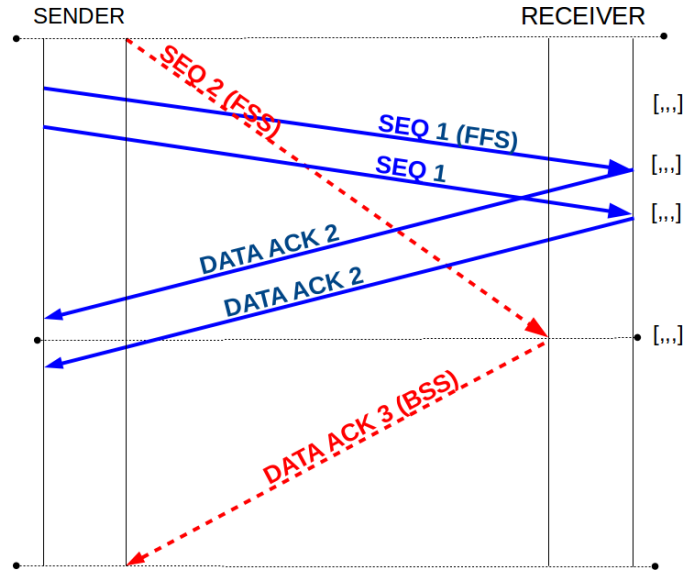 SENDER
RECEIVER
SEQ 2 (FSS)
[,,,]
SEQ 1 (FFS)
[,,,]
SEQ 1
[,,,]
DATA ACK 2
DATA ACK 2
[,,,]
DATA ACK 3 (BSS)